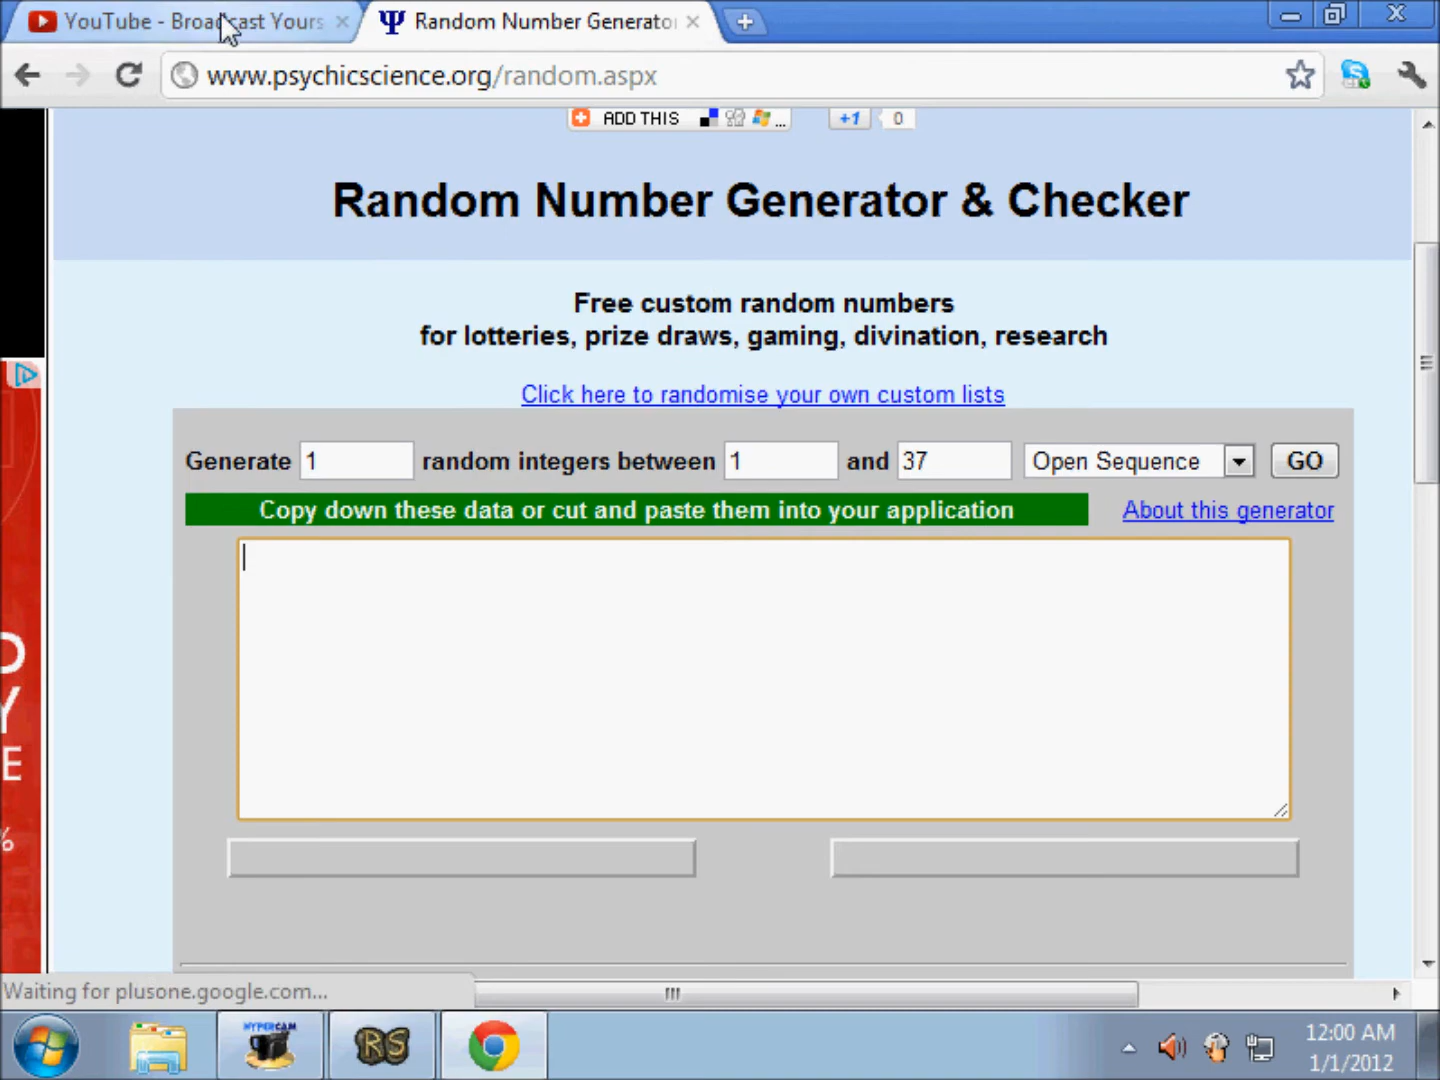 YouTube - Broadcast Yours
Random Number Generator
www.psychicscience.org/random.aspx
ADD THIS ...
+1 0
Random Number Generator & Checker
Free custom random numbers
for lotteries, prize draws, gaming, divination, research
Click here to randomise your own custom lists
Generate 1 random integers between 1 and 37 Open Sequence GO
Copy down these data or cut and paste them into your application
About this generator
Y
E
%
Waiting for plusone.google.com...
HYPERCAM
RS
12:00 AM
1/1/2012